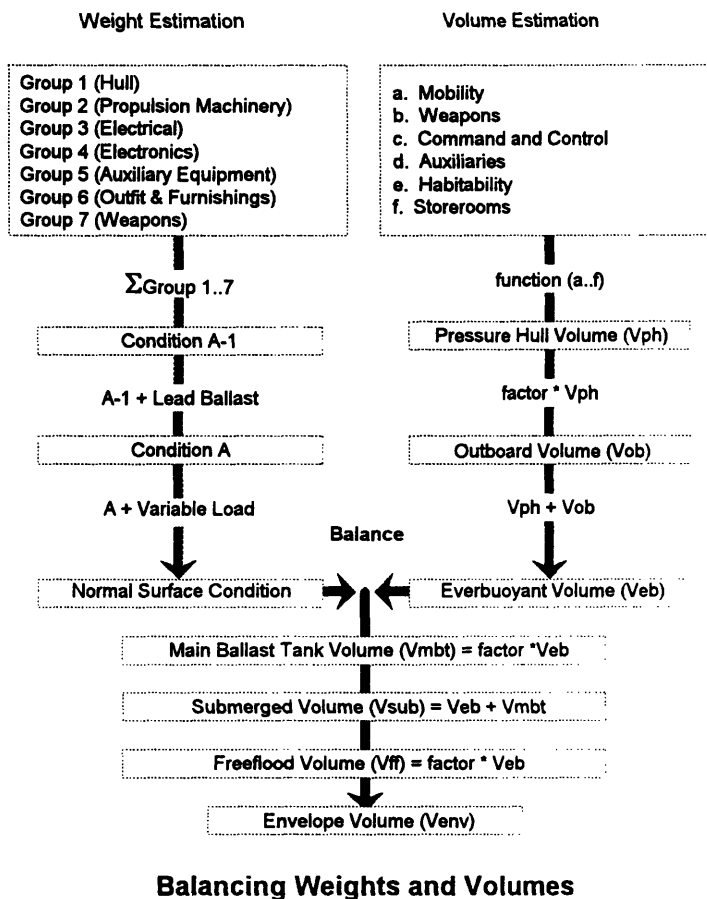 Weight Estimation
Group 1 (Hull)
Group 2 (Propulsion Machinery)
Group 3 (Electrical)
Group 4 (Electronics)
Group 5 (Auxiliary Equipment)
Group 6 (Outfit & Furnishings)
Group 7 (Weapons)
ΣGroup 1..7
Condition A-1
A-1 + Lead Ballast
Condition A
A + Variable Load
Normal Surface Condition
Volume Estimation
a. Mobility
b. Weapons
c. Command and Control
d. Auxiliaries
e. Habitability
f. Storerooms
function (a..f)
Pressure Hull Volume (Vph)
factor * Vph
Outboard Volume (Vob)
Vph + Vob
Everbuoyant Volume (Veb)
Balance
Main Ballast Tank Volume (Vmbt) = factor *Veb
Submerged Volume (Vsub) = Veb + Vmbt
Freeflood Volume (Vff) = factor * Veb
Envelope Volume (Venv)
Balancing Weights and Volumes